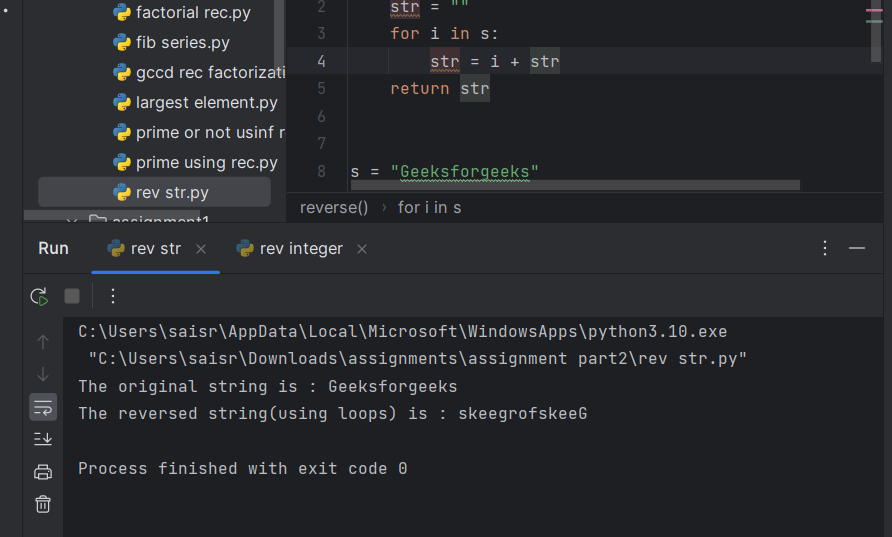 factorial rec.py
fib series.py
gccd rec factorizati
largest element.py
prime or not usinf r
prime using rec.py
rev str.py
assignment1
2 str = ""
3 for i in s:
4 str = i + str
5 return str
6
7
8 s = "Geeksforgeeks"
reverse() › for i in s
Run rev str rev integer
C:\Users\saisr\AppData\Local\Microsoft\WindowsApps\python3.10.exe
"C:\Users\saisr\Downloads\assignments\assignment part2\rev str.py"
The original string is : Geeksforgeeks
The reversed string(using loops) is : skeegrofskeeG
Process finished with exit code 0